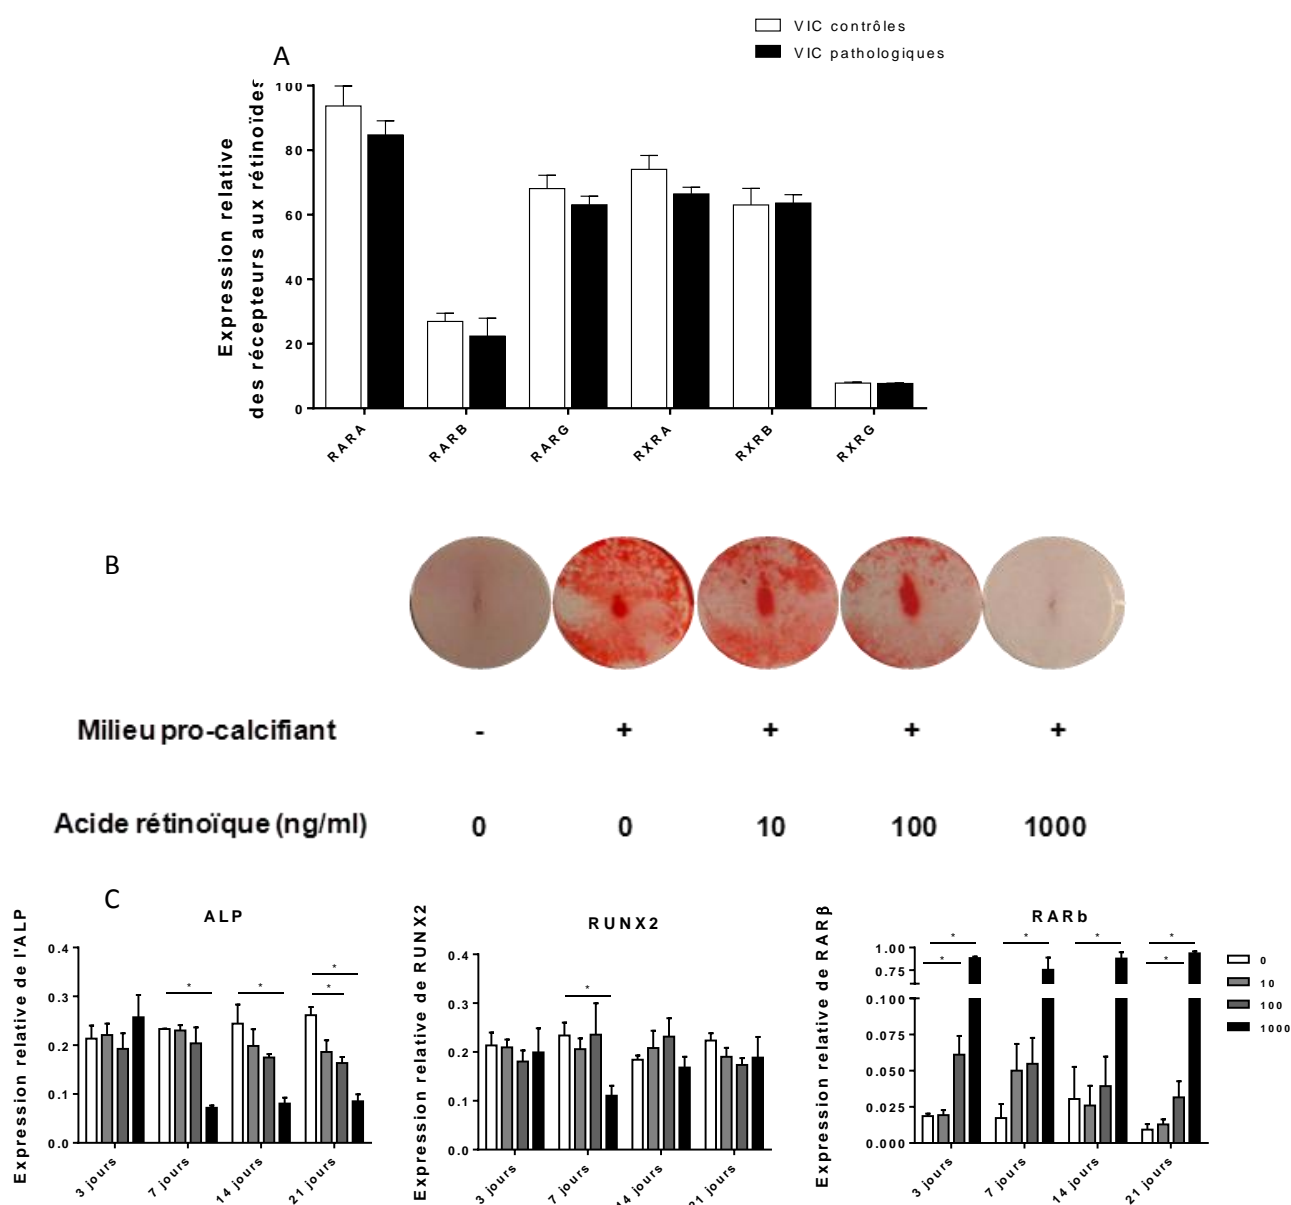 VIC contrôles
VIC pathologiques
A
Expression relative
des récepteurs aux rétinoïdes
100
80
60
40
20
0
RARA
RARB
RARG
RXRA
RXRB
RXRG
B
Milieu pro-calcifiant
- + + + +
Acide rétinoïque (ng/ml)
0 0 10 100 1000
C
ALP
Expression relative de l'ALP
0.4
0.3
0.2
0.1
0.0
* * * *
3 jours
7 jours
14 jours
21 jours
RUNX2
Expression relative de RUNX2
0.4
0.3
0.2
0.1
0.0
*
3 jours
7 jours
14 jours
21 jours
RARb
Expression relative de RARβ
1.00
0.75
0.100
0.075
0.050
0.025
0.000
* * * * * *
3 jours
7 jours
14 jours
21 jours
0
10
100
1000